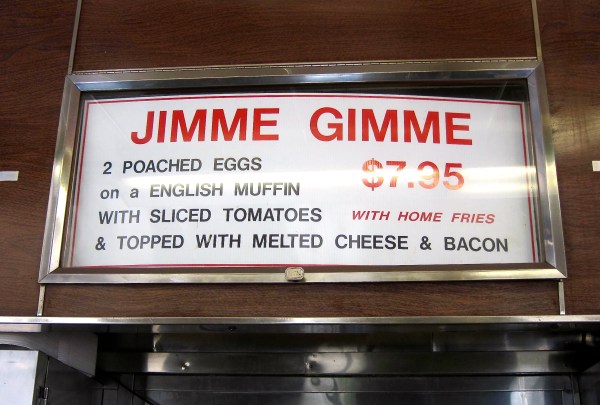 JIMME GIMME
2 POACHED EGGS
on a ENGLISH MUFFIN
$7.95
WITH SLICED TOMATOES WITH HOME FRIES
& TOPPED WITH MELTED CHEESE & BACON